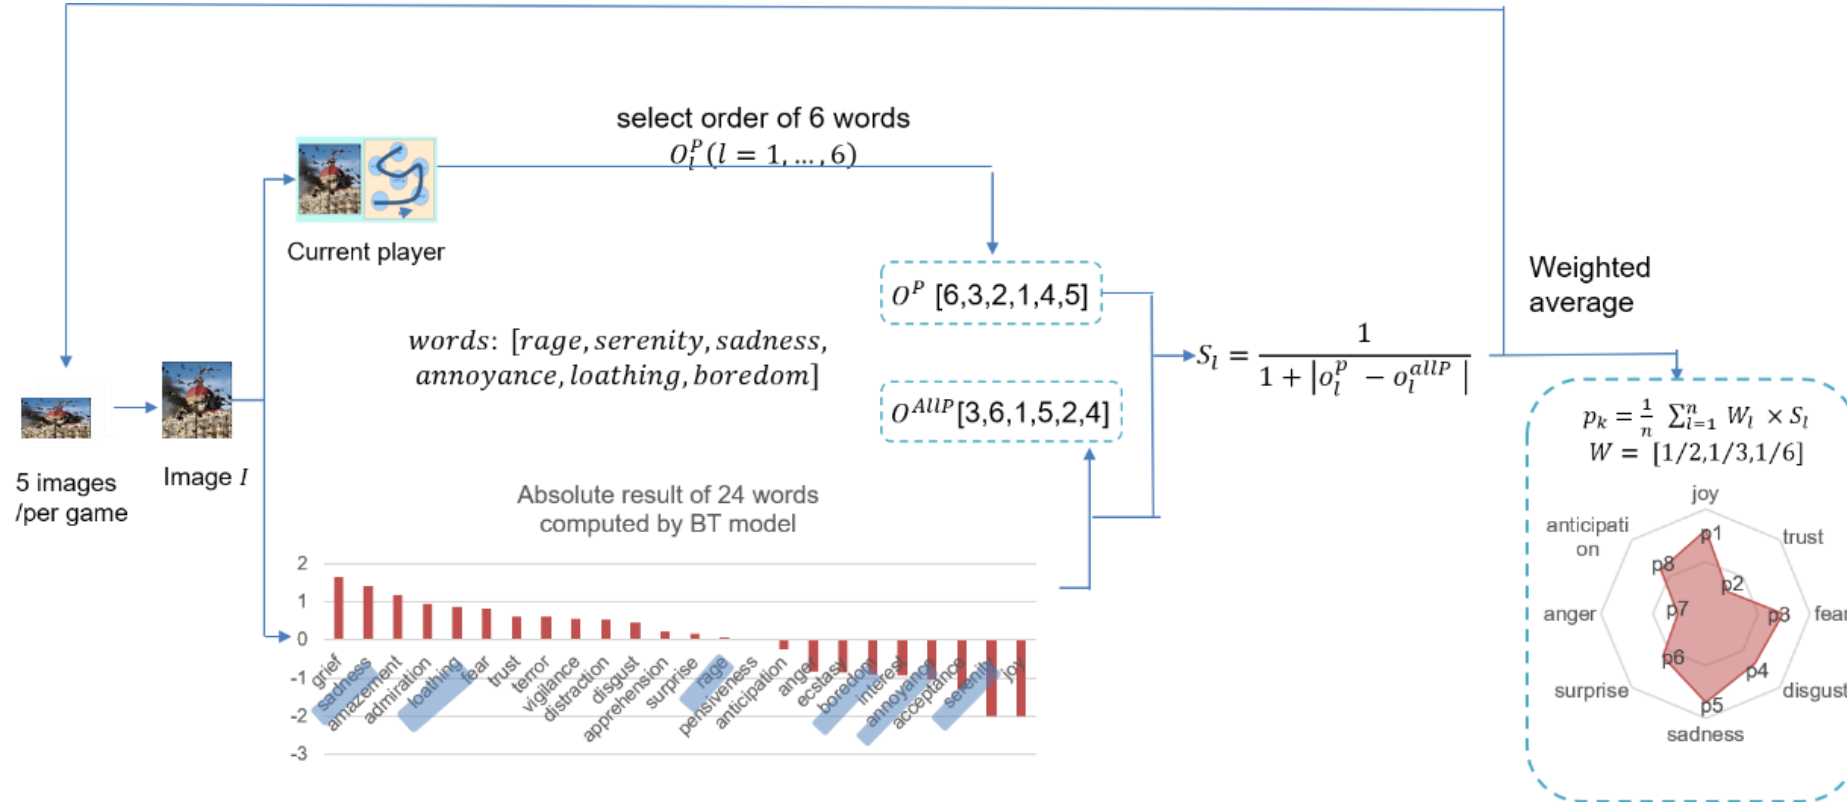 select order of 6 words
O_l^P (l = 1, ... , 6)
Current player
O^P [6,3,2,1,4,5]
words: [rage, serenity, sadness,
annoyance, loathing, boredom]
O^AllP [3,6,1,5,2,4]
S_l = 1 / (1 + |o_l^p − o_l^allP|)
Weighted
average
5 images
/per game
Image I
Absolute result of 24 words
computed by BT model
2
1
0
-1
-2
-3
grief
sadness
amazement
admiration
loathing
fear
trust
terror
vigilance
distraction
disgust
apprehension
surprise
rage
pensiveness
anticipation
anger
ecstasy
boredom
interest
annoyance
acceptance
serenity
joy
p_k = 1/n ∑_{l=1}^n W_l × S_l
W = [1/2,1/3,1/6]
joy
trust
fear
disgust
sadness
surprise
anger
anticipati
on
p1
p2
p3
p4
p5
p6
p7
p8